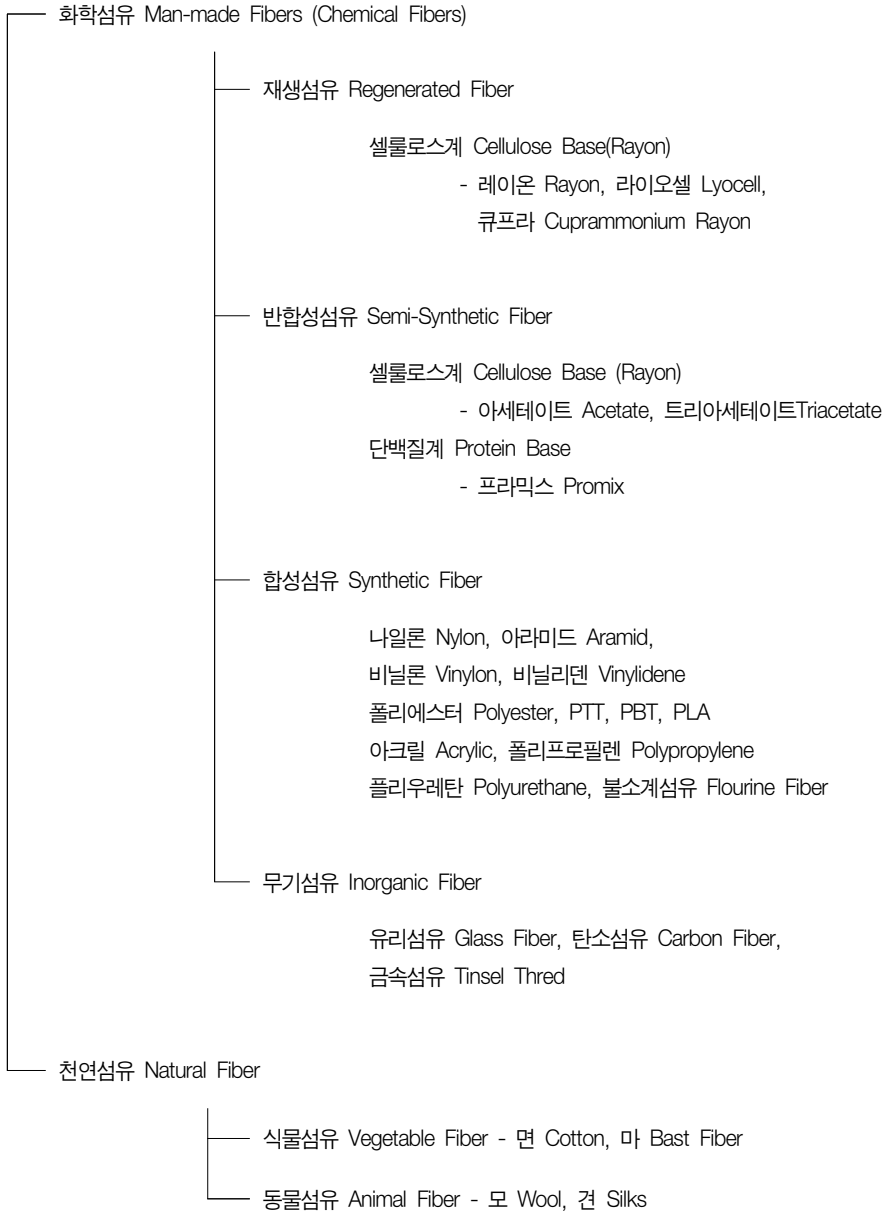 화학섬유 Man-made Fibers (Chemical Fibers)
재생섬유 Regenerated Fiber
셀룰로스계 Cellulose Base(Rayon)
- 레이온 Rayon, 라이오셀 Lyocell,
큐프라 Cuprammonium Rayon
반합성섬유 Semi-Synthetic Fiber
셀룰로스계 Cellulose Base (Rayon)
- 아세테이트 Acetate, 트리아세테이트Triacetate
단백질계 Protein Base
- 프라믹스 Promix
합성섬유 Synthetic Fiber
나일론 Nylon, 아라미드 Aramid,
비닐론 Vinylon, 비닐리덴 Vinylidene
폴리에스터 Polyester, PTT, PBT, PLA
아크릴 Acrylic, 폴리프로필렌 Polypropylene
플리우레탄 Polyurethane, 불소계섬유 Flourine Fiber
무기섬유 Inorganic Fiber
유리섬유 Glass Fiber, 탄소섬유 Carbon Fiber,
금속섬유 Tinsel Thred
천연섬유 Natural Fiber
식물섬유 Vegetable Fiber - 면 Cotton, 마 Bast Fiber
동물섬유 Animal Fiber - 모 Wool, 견 Silks